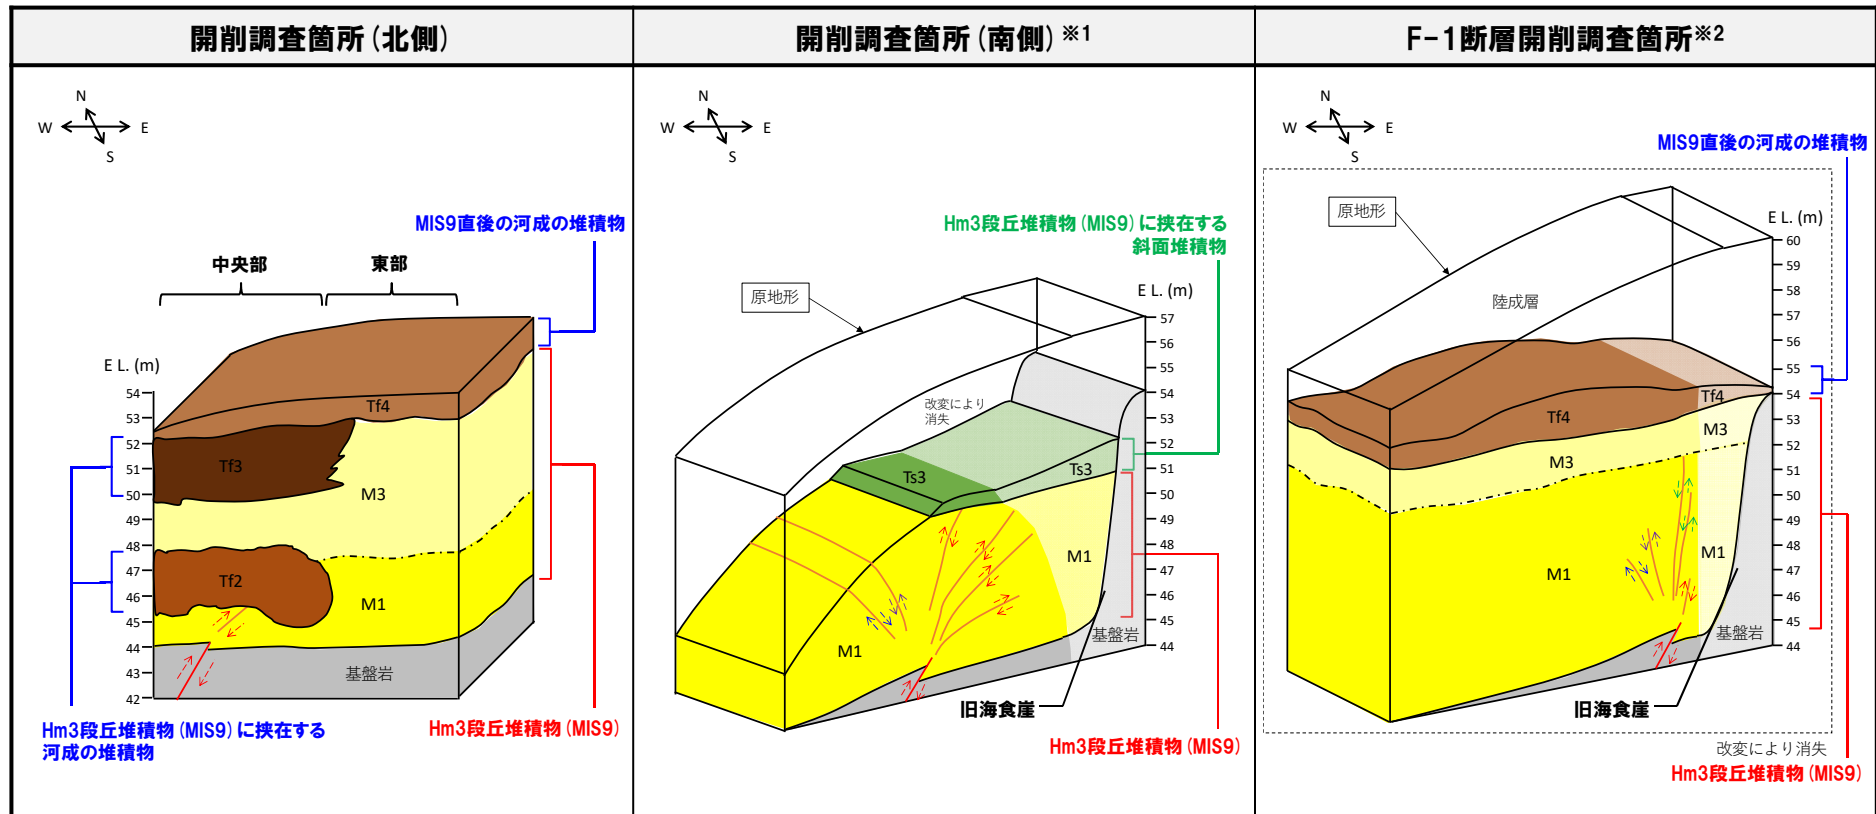 開削調査箇所(北側)
開削調査箇所(南側)※1
F-1断層開削調査箇所※2
N
W
E
S
MIS9直後の河成の堆積物
中央部
東部
E L. (m)
54
53
52
51
50
49
48
47
46
45
44
43
42
Tf4
Tf3
M3
Tf2
M1
基盤岩
Hm3段丘堆積物(MIS9)に挟在する
河成の堆積物
Hm3段丘堆積物(MIS9)
N
W
E
S
Hm3段丘堆積物(MIS9)に挟在する
斜面堆積物
原地形
E L. (m)
57
56
55
54
53
52
51
50
49
48
47
46
45
44
改変により
消失
Ts3
Ts3
M1
M1
基盤岩
旧海食崖
Hm3段丘堆積物(MIS9)
N
W
E
S
MIS9直後の河成の堆積物
原地形
E L. (m)
60
59
58
57
56
55
54
53
52
51
50
49
48
47
46
45
44
陸成層
Tf4
Tf4
M3
M3
M1
M1
基盤岩
旧海食崖
改変により消失
Hm3段丘堆積物(MIS9)